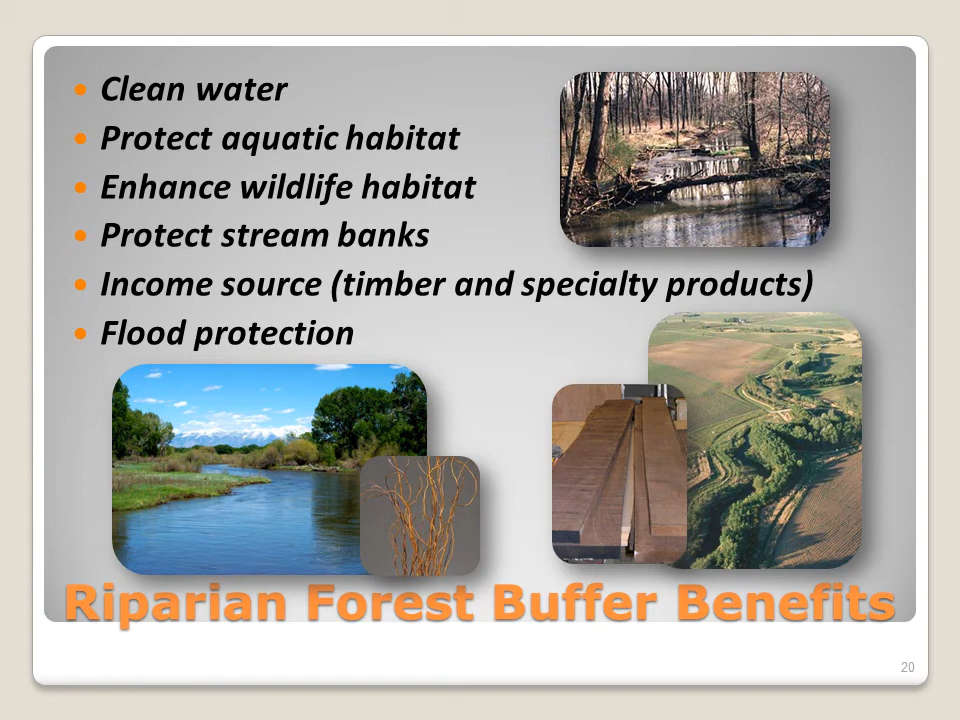 Clean water
Protect aquatic habitat
Enhance wildlife habitat
Protect stream banks
Income source (timber and specialty products)
Flood protection
Riparian Forest Buffer Benefits
20